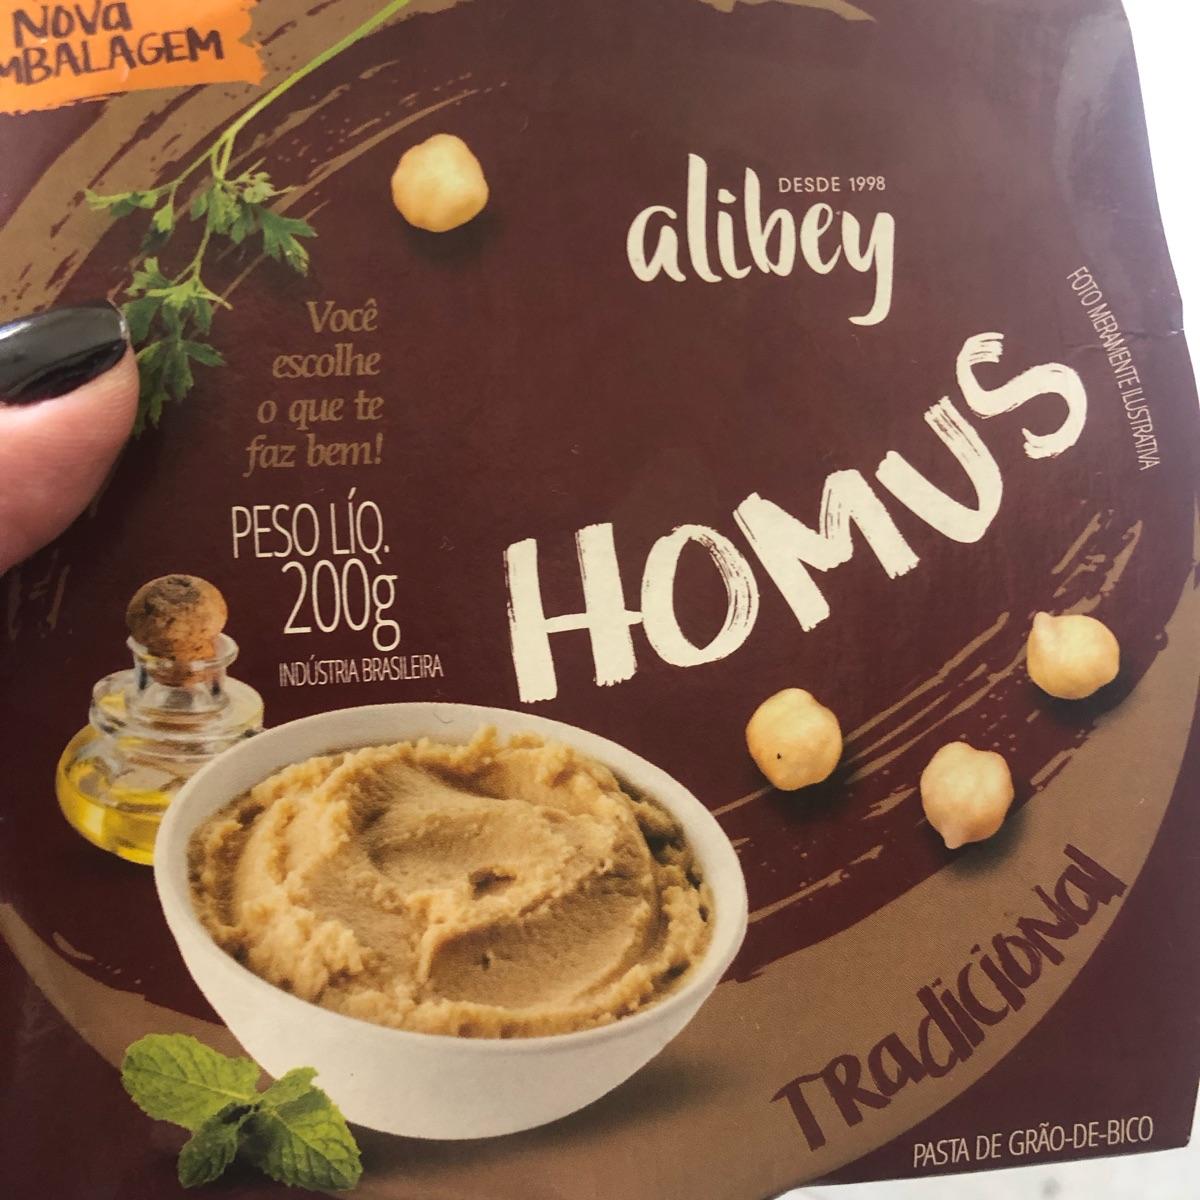 NOVA
MBALAGEM
DESDE 1998
alibey
FOTO MERAMENTE ILUSTRATIVA
Você
escolhe
o que te
faz bem!
HOMUS
PESO LÍQ.
200g
INDÚSTRIA BRASILEIRA
TRADICIONAL
PASTA DE GRÃO-DE-BICO